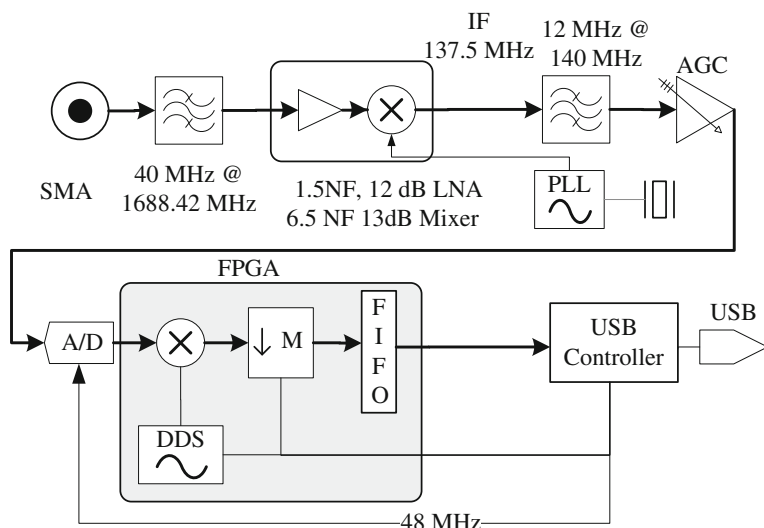 IF
137.5 MHz
12 MHz @
140 MHz
AGC
SMA
40 MHz @
1688.42 MHz
1.5NF, 12 dB LNA
6.5 NF 13dB Mixer
PLL
FPGA
A/D
↓ M
F
I
F
O
DDS
USB
Controller
USB
48 MHz